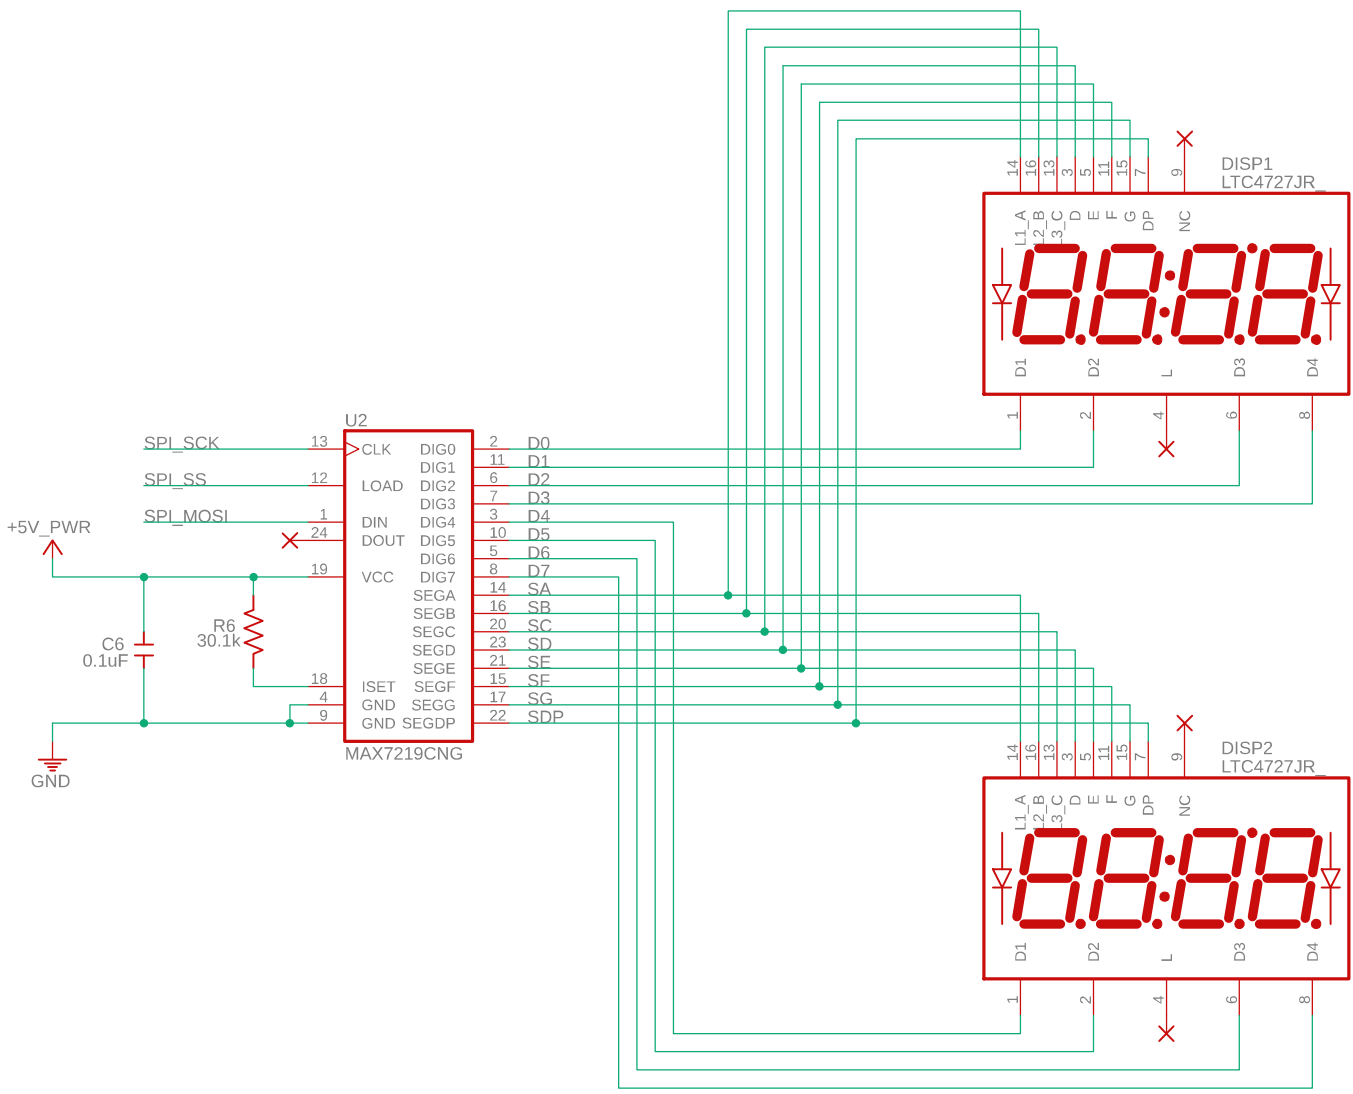 14 16 13 3 5 11 15 7 9
DISP1
LTC4727JR_
L1_A L2_B L3_C D E F G DP NC
D1 D2 L D3 D4
1 2 4 6 8
U2
SPI_SCK 13 CLK DIG0 2 D0
DIG1 11 D1
SPI_SS 12 LOAD DIG2 6 D2
DIG3 7 D3
SPI_MOSI 1 DIN DIG4 3 D4
+5V_PWR
24 DOUT DIG5 10 D5
DIG6 5 D6
19 VCC DIG7 8 D7
SEGA 14 SA
SEGB 16 SB
R6 SEGC 20 SC
30.1k
C6 SEGD 23 SD
0.1uF SEGE 21 SE
18 ISET SEGF 15 SF
4 GND SEGG 17 SG
9 GND SEGDP 22 SDP
MAX7219CNG
GND
14 16 13 3 5 11 15 7 9
DISP2
LTC4727JR_
L1_A L2_B L3_C D E F G DP NC
D1 D2 L D3 D4
1 2 4 6 8